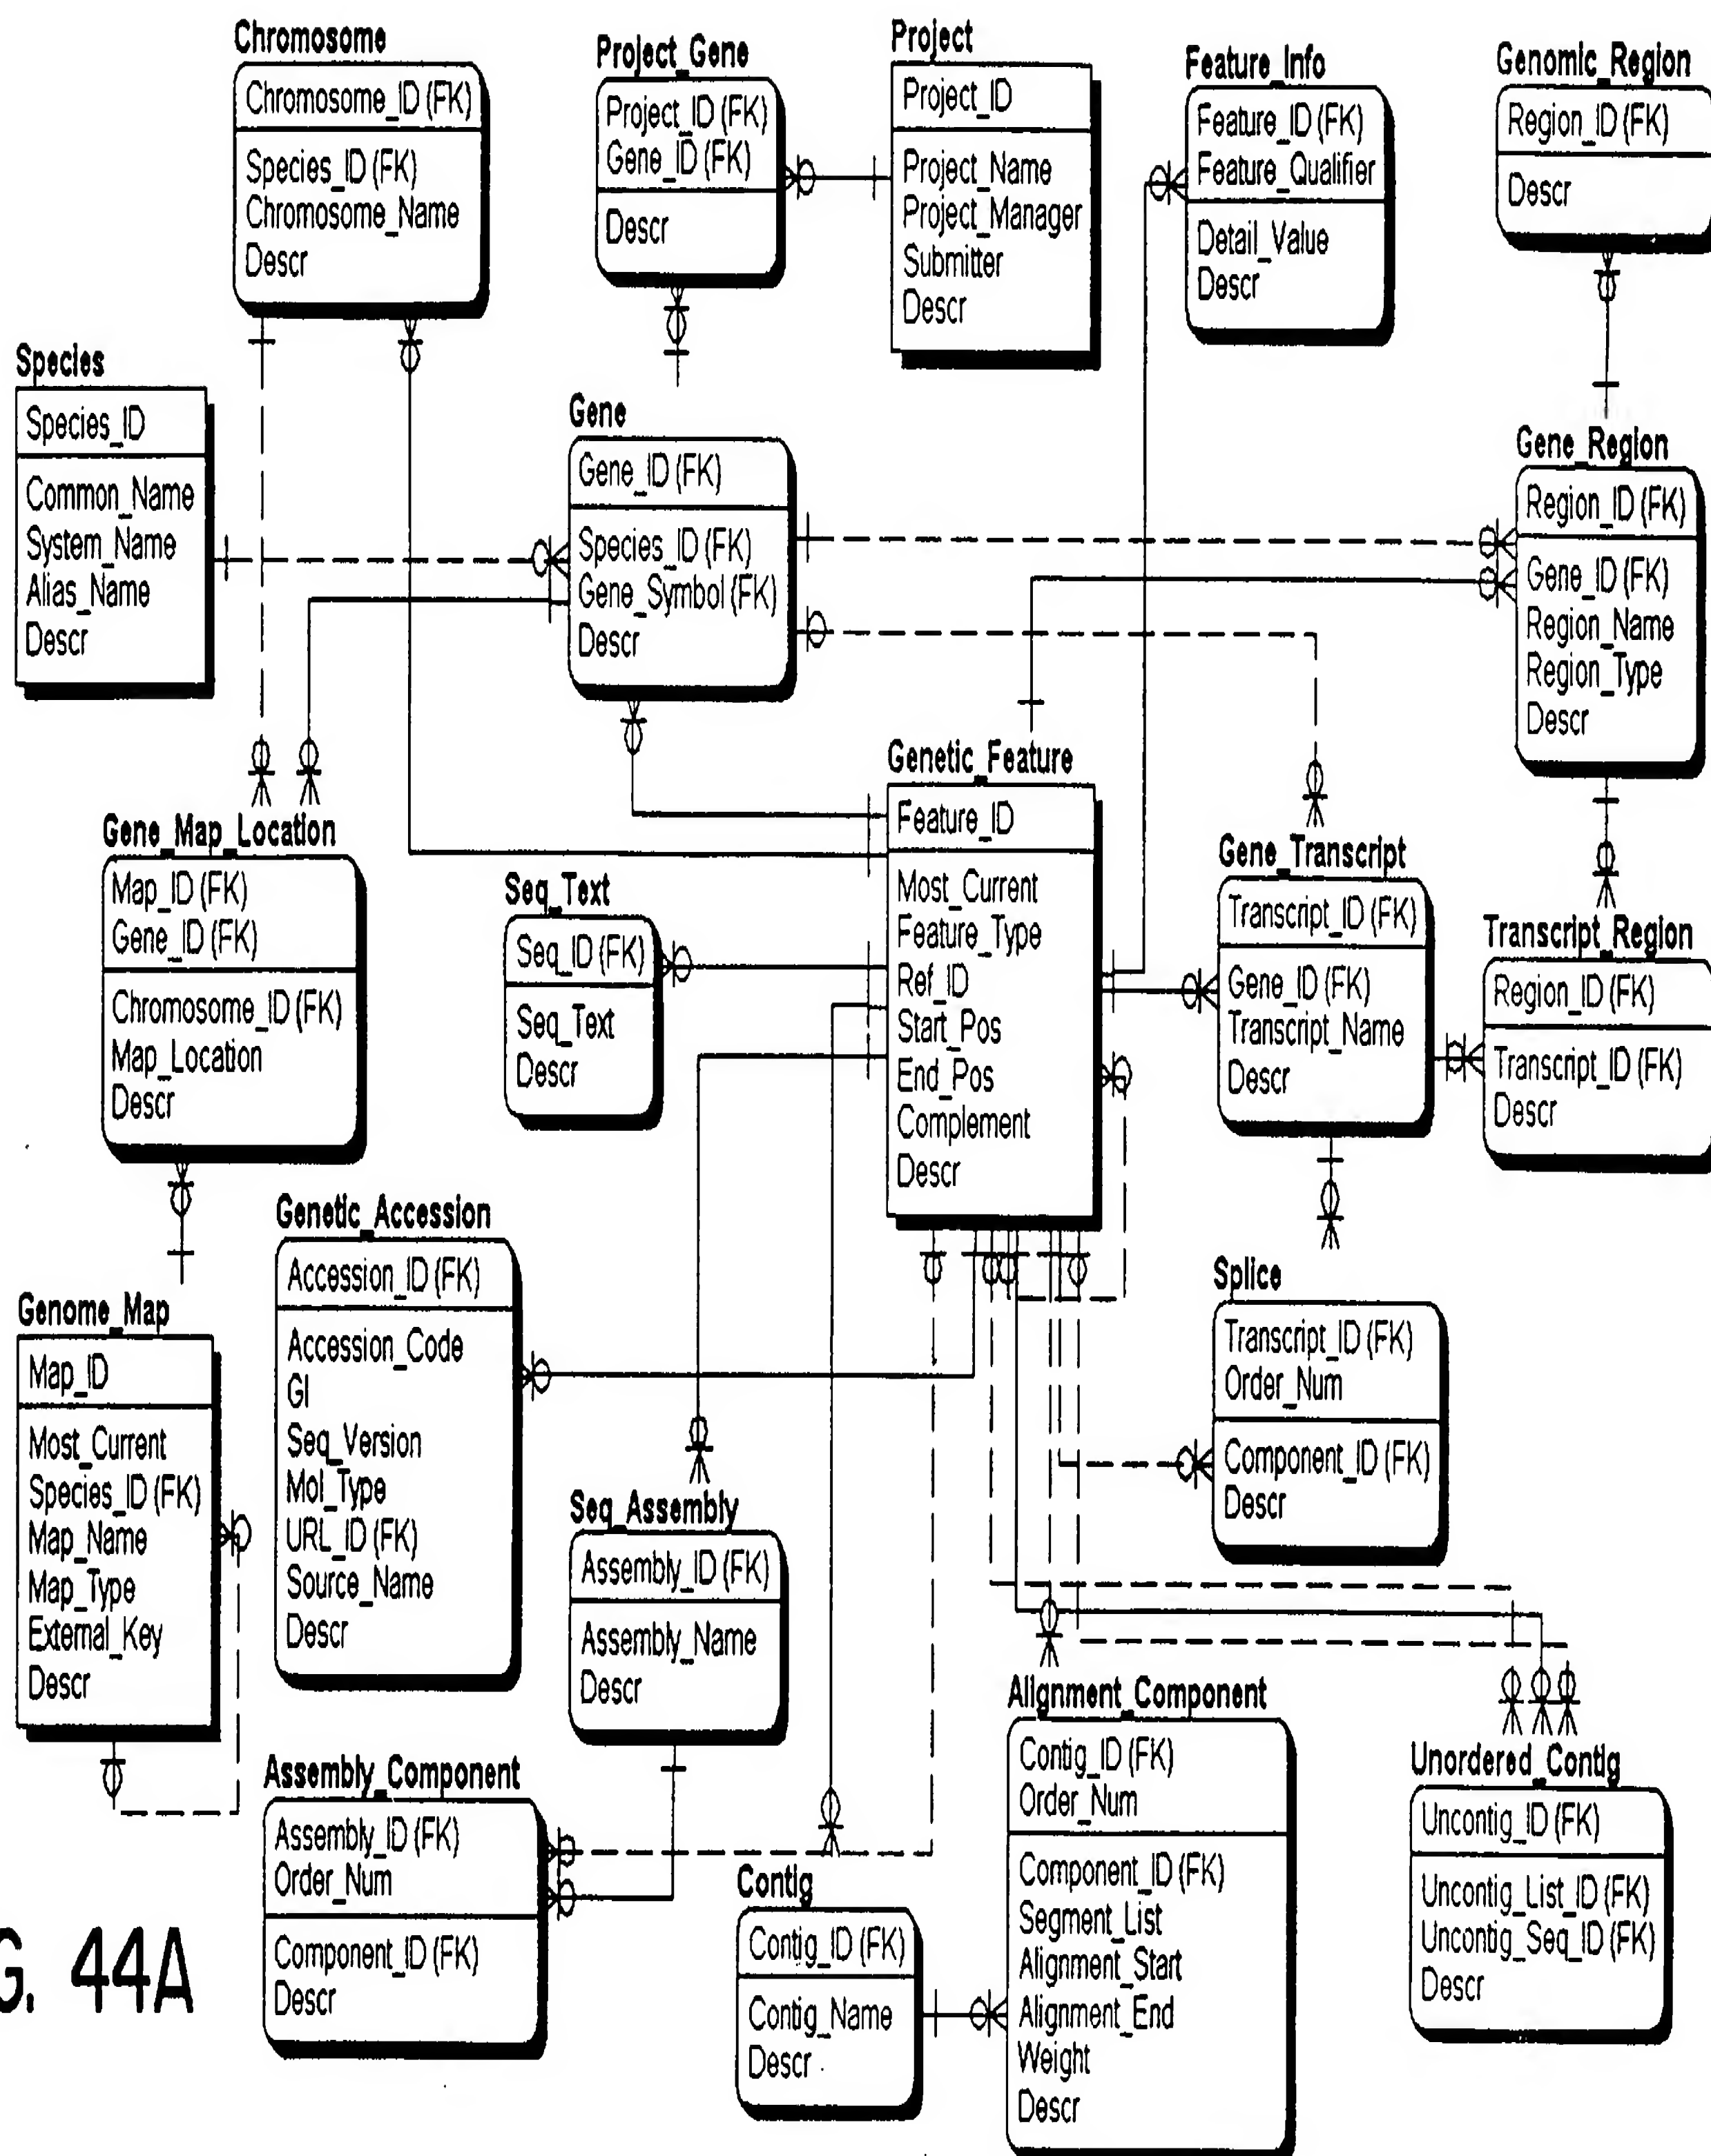 Chromosome
Chromosome_ID (FK)
Species_ID (FK)
Chromosome_Name
Descr
Project_Gene
Project_ID (FK)
Gene_ID (FK)
Descr
Project
Project_ID
Project_Name
Project_Manager
Submitter
Descr
Feature_Info
Feature_ID (FK)
Feature_Qualifier
Detail_Value
Descr
Genomic_Region
Region_ID (FK)
Descr
Species
Species_ID
Common_Name
System_Name
Alias_Name
Descr
Gene
Gene_ID (FK)
Species_ID (FK)
Gene_Symbol (FK)
Descr
Gene_Region
Region_ID (FK)
Gene_ID (FK)
Region_Name
Region_Type
Descr
Gene_Map_Location
Map_ID (FK)
Gene_ID (FK)
Chromosome_ID (FK)
Map_Location
Descr
Seq_Text
Seq_ID (FK)
Seq_Text
Descr
Genetic_Feature
Feature_ID
Most_Current
Feature_Type
Ref_ID
Start_Pos
End_Pos
Complement
Descr
Gene_Transcript
Transcript_ID (FK)
Gene_ID (FK)
Transcript_Name
Descr
Transcript_Region
Region_ID (FK)
Transcript_ID (FK)
Descr
Genome_Map
Map_ID
Most_Current
Species_ID (FK)
Map_Name
Map_Type
External_Key
Descr
Genetic_Accession
Accession_ID (FK)
Accession_Code
GI
Seq_Version
Mol_Type
URL_ID (FK)
Source_Name
Descr
Seq_Assembly
Assembly_ID (FK)
Assembly_Name
Descr
Splice
Transcript_ID (FK)
Order_Num
Component_ID (FK)
Descr
Assembly_Component
Assembly_ID (FK)
Order_Num
Component_ID (FK)
Descr
Contig
Contig_ID (FK)
Contig_Name
Descr
Alignment_Component
Contig_ID (FK)
Order_Num
Component_ID (FK)
Segment_List
Alignment_Start
Alignment_End
Weight
Descr
Unordered_Contig
Uncontig_ID (FK)
Uncontig_List_ID (FK)
Uncontig_Seq_ID (FK)
Descr
G. 44A